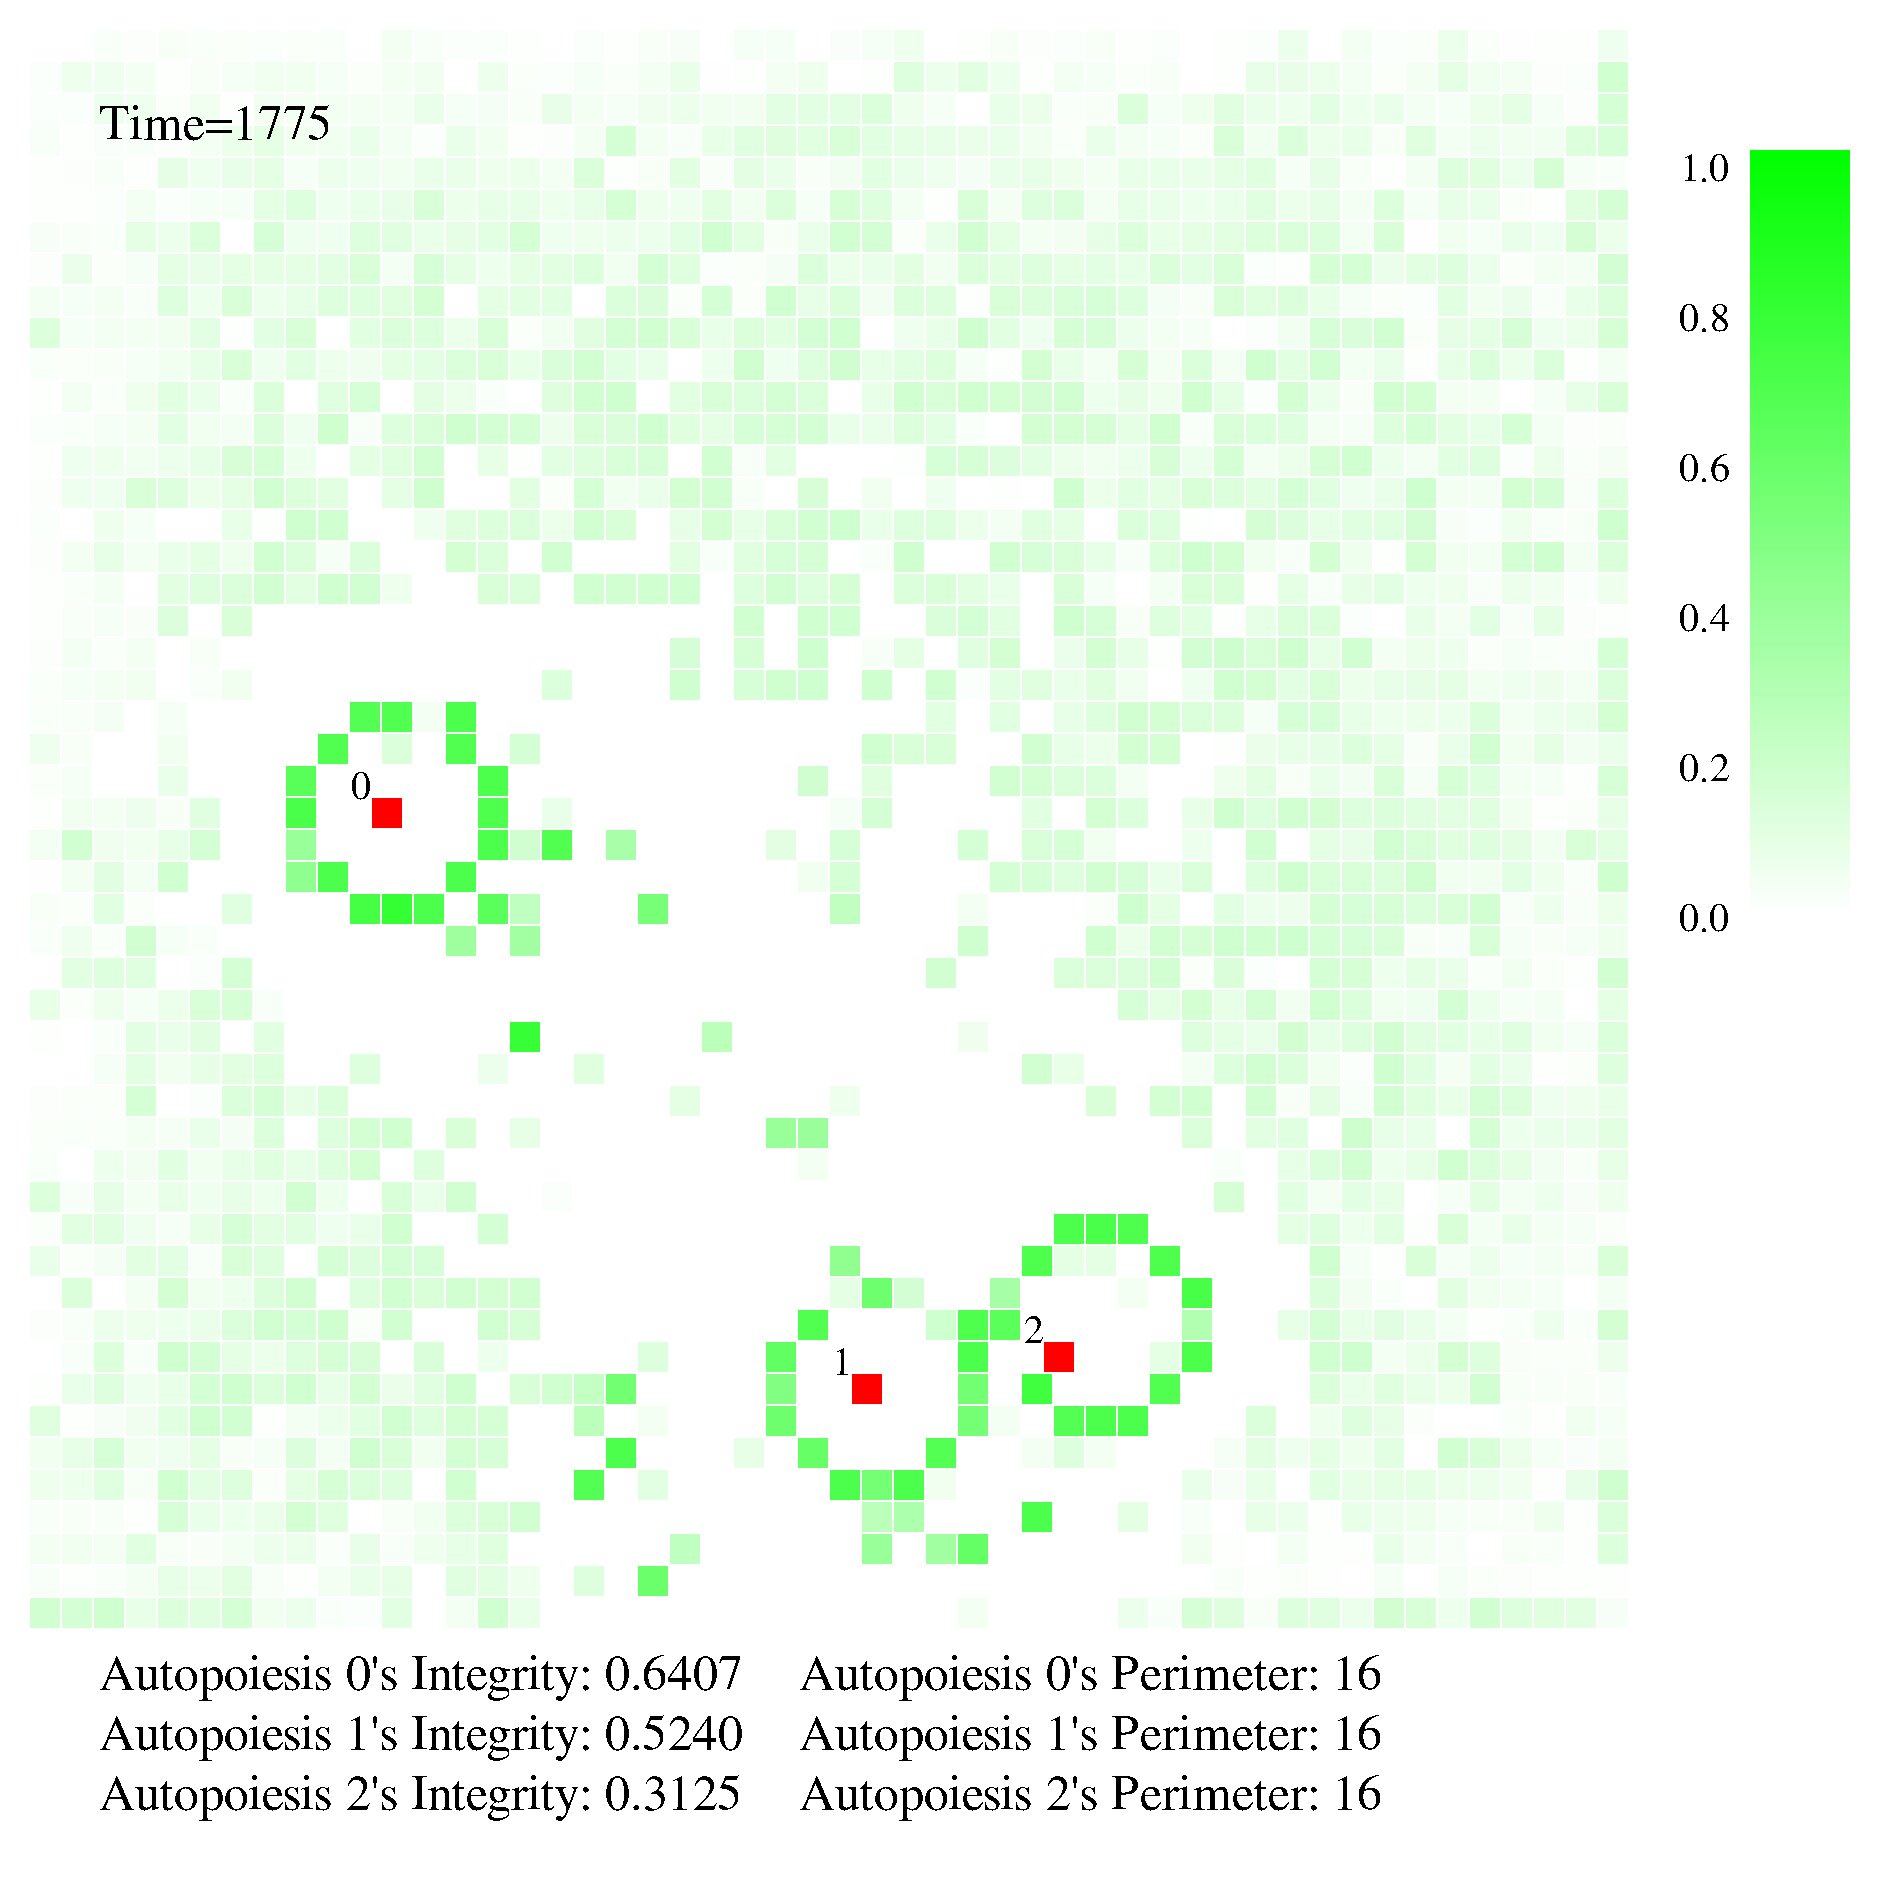 Time=1775
1.0
0.8
0.6
0.4
0.2
0.0
0
2
1
Autopoiesis 0's Integrity: 0.6407 Autopoiesis 0's Perimeter: 16
Autopoiesis 1's Integrity: 0.5240 Autopoiesis 1's Perimeter: 16
Autopoiesis 2's Integrity: 0.3125 Autopoiesis 2's Perimeter: 16